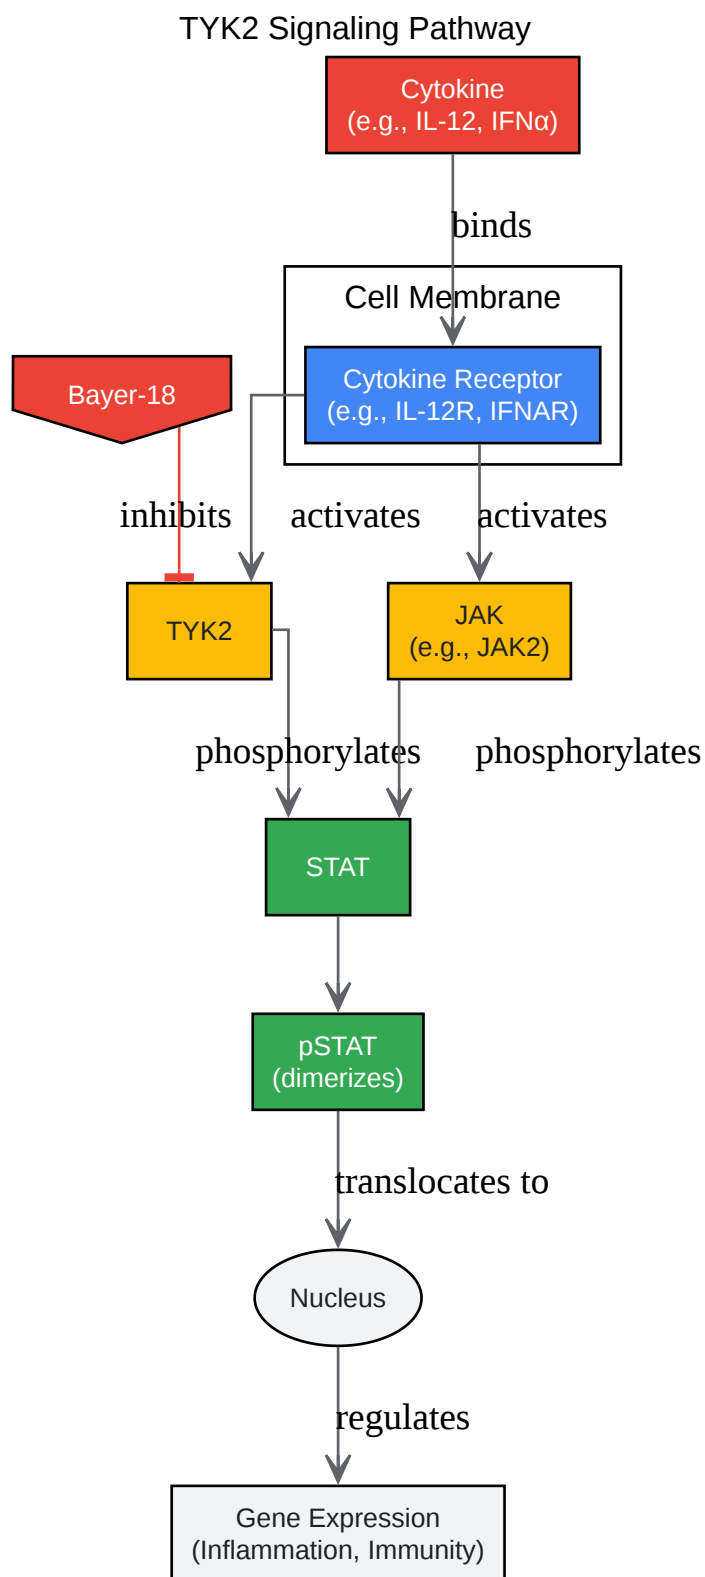 TYK2 Signaling Pathway
Cytokine
(e.g., IL-12, IFNα)
binds
Cell Membrane
Cytokine Receptor
(e.g., IL-12R, IFNAR)
Bayer-18
inhibits
activates
activates
TYK2
JAK
(e.g., JAK2)
phosphorylates
phosphorylates
STAT
pSTAT
(dimerizes)
translocates to
Nucleus
regulates
Gene Expression
(Inflammation, Immunity)